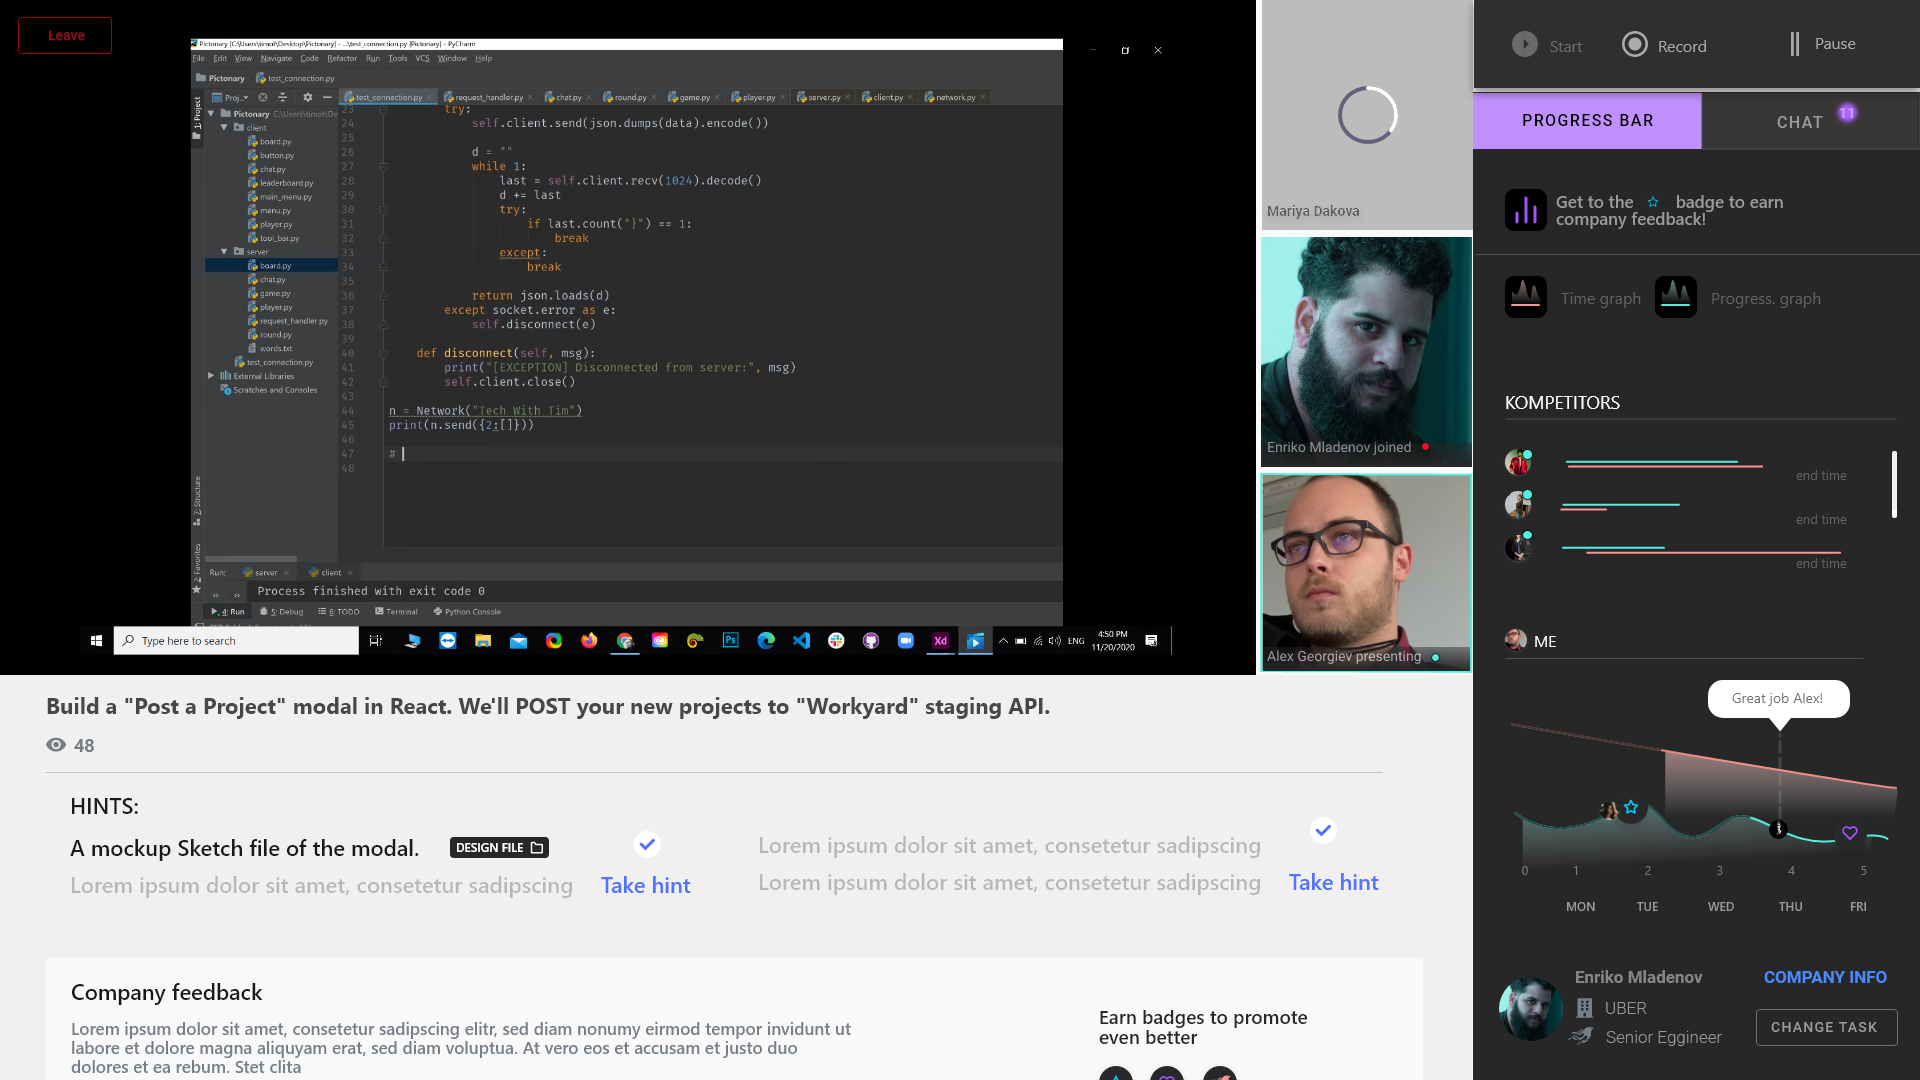 Leave
Pictonary [C:\Users\timot\Desktop\Pictonary] - ...\test_connection.py [Pictonary] - PyCharm
File Edit View Navigate Code Refactor Run Tools VCS Window Help
Pictonary test_connection.py
Proj..
test_connection.py request_handler.py chat.py round.py game.py player.py server.py client.py network.py
1: Project
Pictonary C:\Users\timot\De
client
board.py
button.py
chat.py
leaderboard.py
main_menu.py
menu.py
player.py
tool_bar.py
server
board.py
chat.py
game.py
player.py
request_handler.py
round.py
words.txt
test_connection.py
External Libraries
Scratches and Consoles
7: Structure
Favorites
23 try:
24 self.client.send(json.dumps(data).encode())
25
26 d = ""
27 while 1:
28 last = self.client.recv(1024).decode()
29 d += last
30 try:
31 if last.count("}") == 1:
32 break
33 except:
34 break
35
36 return json.loads(d)
37 except socket.error as e:
38 self.disconnect(e)
39
40 def disconnect(self, msg):
41 print("[EXCEPTION] Disconnected from server:", msg)
42 self.client.close()
43
44 n = Network("Tech With Tim")
45 print(n.send({2:[]}))
46
47 #
48
Run: server client
Process finished with exit code 0
4: Run 5: Debug 6: TODO Terminal Python Console
Type here to search
Ps
Xd
ENG
4:50 PM
11/20/2020
Mariya Dakova
Enriko Mladenov joined
Alex Georgiev presenting
Start Record Pause
PROGRESS BAR CHAT 11
Get to the badge to earn
company feedback!
Time graph Progress. graph
KOMPETITORS
end time
end time
end time
ME
Great job Alex!
0 1 2 3 4 5
MON TUE WED THU FRI
Enriko Mladenov COMPANY INFO
UBER
Senior Eggineer CHANGE TASK
Build a "Post a Project" modal in React. We'll POST your new projects to "Workyard" staging API.
48
HINTS:
A mockup Sketch file of the modal. DESIGN FILE
Lorem ipsum dolor sit amet, consetetur sadipscing Take hint
Lorem ipsum dolor sit amet, consetetur sadipscing
Lorem ipsum dolor sit amet, consetetur sadipscing Take hint
Company feedback
Lorem ipsum dolor sit amet, consetetur sadipscing elitr, sed diam nonumy eirmod tempor invidunt ut
labore et dolore magna aliquyam erat, sed diam voluptua. At vero eos et accusam et justo duo
dolores et ea rebum. Stet clita
Earn badges to promote
even better